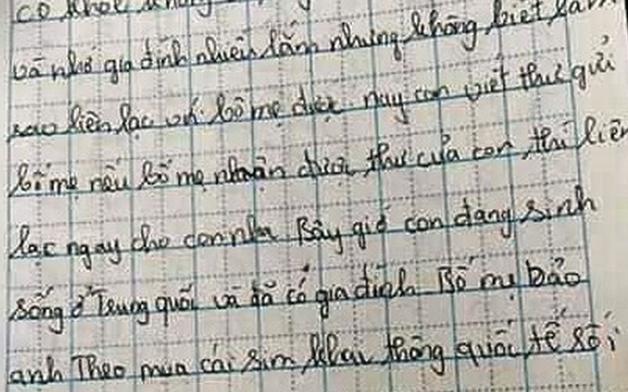 có khỏe không
và nhớ gia đình nhiều lắm nhưng không biết làm
sao liên lạc với bố mẹ được nay con viết thư gửi
bố mẹ nếu bố mẹ nhận được thư của con thì liên
lạc ngay cho con nha Bây giờ con đang sinh
sống ở Trung quốc và đã có gia đình Bố mẹ bảo
anh Theo mua cái sim khai thông quốc tế rồi